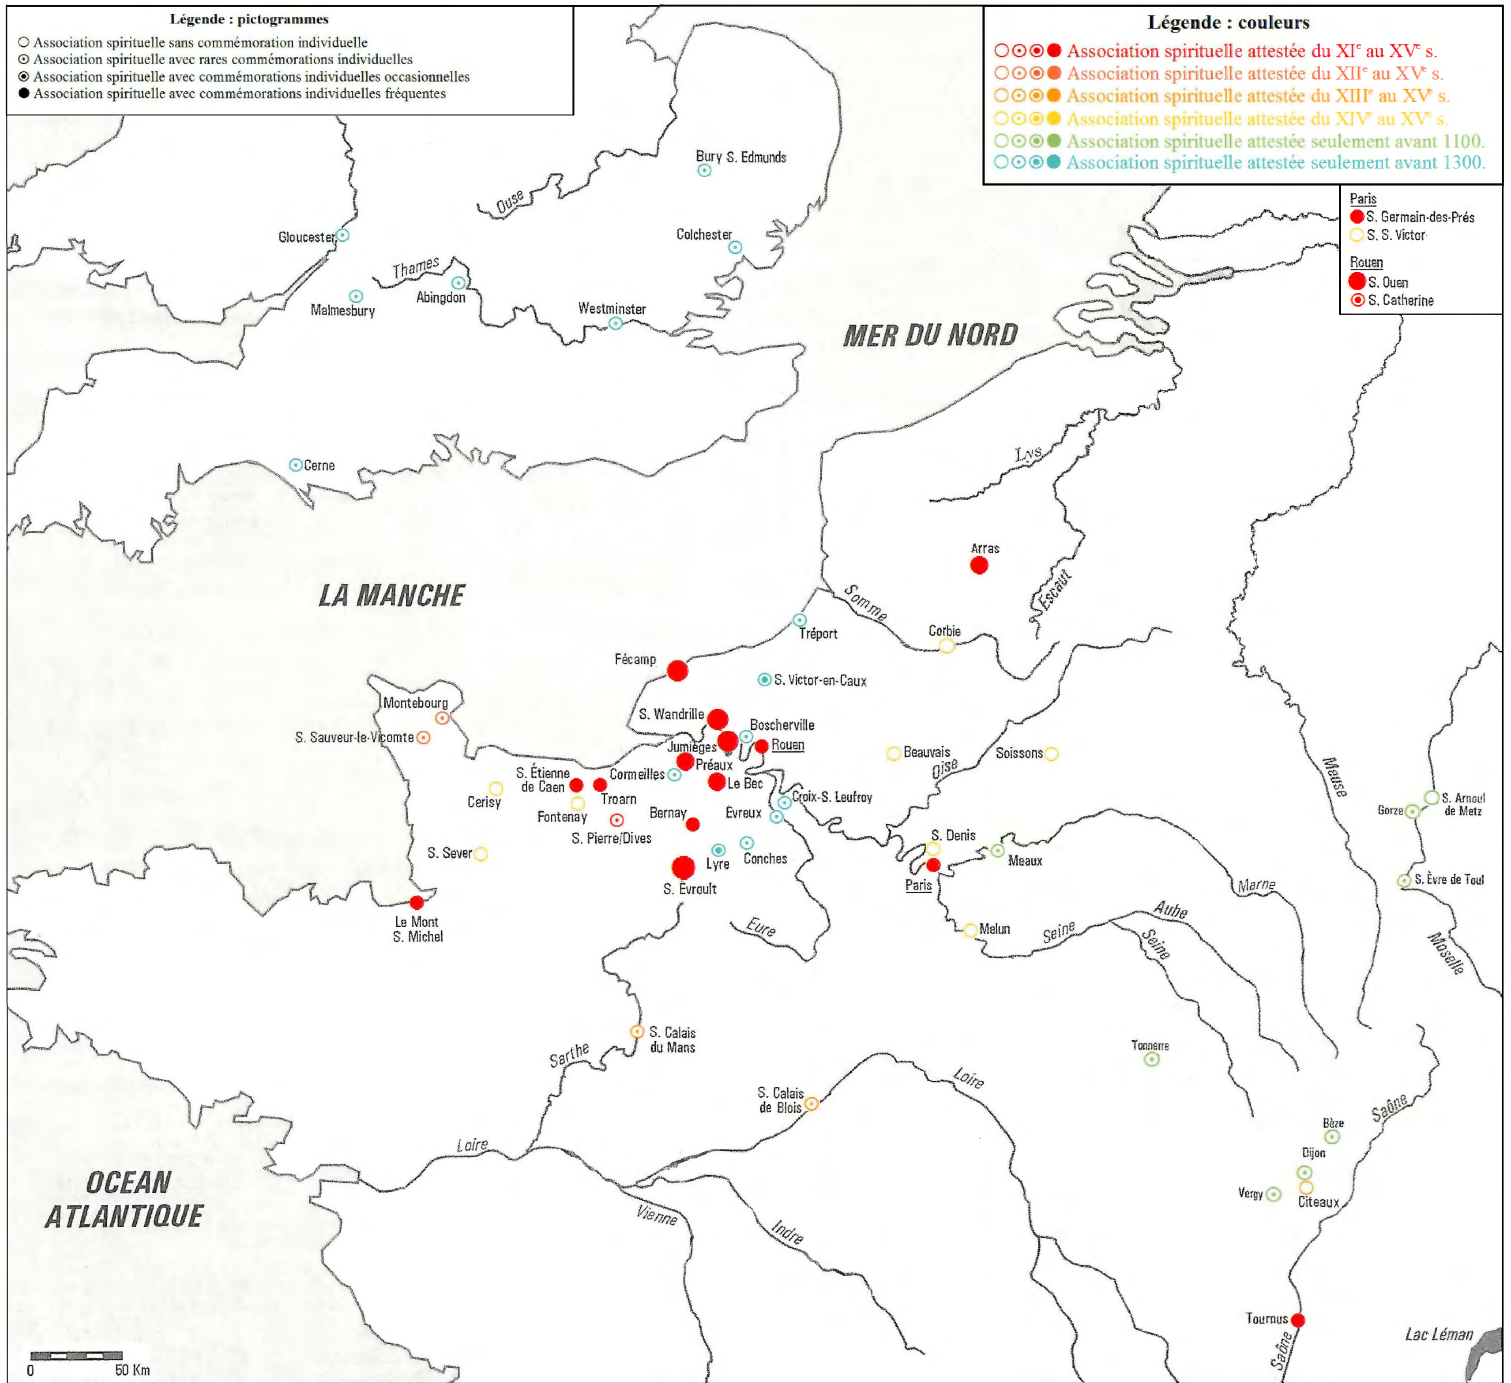 Légende : pictogrammes
Association spirituelle sans commémoration individuelle
Association spirituelle avec rares commémorations individuelles
Association spirituelle avec commémorations individuelles occasionnelles
Association spirituelle avec commémorations individuelles fréquentes
Légende : couleurs
Association spirituelle attestée du XIe au XVe s.
Association spirituelle attestée du XIIe au XVe s.
Association spirituelle attestée du XIIIe au XVe s.
Association spirituelle attestée du XIVe au XVe s.
Association spirituelle attestée seulement avant 1100.
Association spirituelle attestée seulement avant 1300.
Paris
S. Germain-des-Prés
S. S. Victor
Rouen
S. Ouen
S. Catherine
Bury S. Edmunds
Ouse
Gloucester
Colchester
Thames
Abingdon
Malmesbury
Westminster
MER DU NORD
Cerne
Lys
Arras
Escaut
LA MANCHE
Somme
Tréport
Corbie
Fécamp
S. Victor-en-Caux
Montebourg
S. Wandrille
Boscherville
S. Sauveur-le-Vicomte
Jumièges
Rouen
Beauvais
Soissons
Oise
Préaux
S. Étienne
de Caen
Cormeilles
Le Bec
Meuse
Cerisy
Troarn
Croix-S. Leufroy
S. Arnoul
de Metz
Gorze
Fontenay
Bernay
Évreux
S. Pierre/Dives
S. Denis
S. Sever
Lyre
Conches
Meaux
S. Évroult
Paris
Marne
S. Èvre de Toul
Le Mont
S. Michel
Eure
Melun
Seine
Aube
Seine
Moselle
S. Calais
du Mans
Sarthe
Tonnerre
Loire
S. Calais
de Blois
Saône
Bèze
Loire
Dijon
OCEAN
ATLANTIQUE
Vergy
Citeaux
Vienne
Indre
Tournus
Saône
Lac Léman
0
50 Km